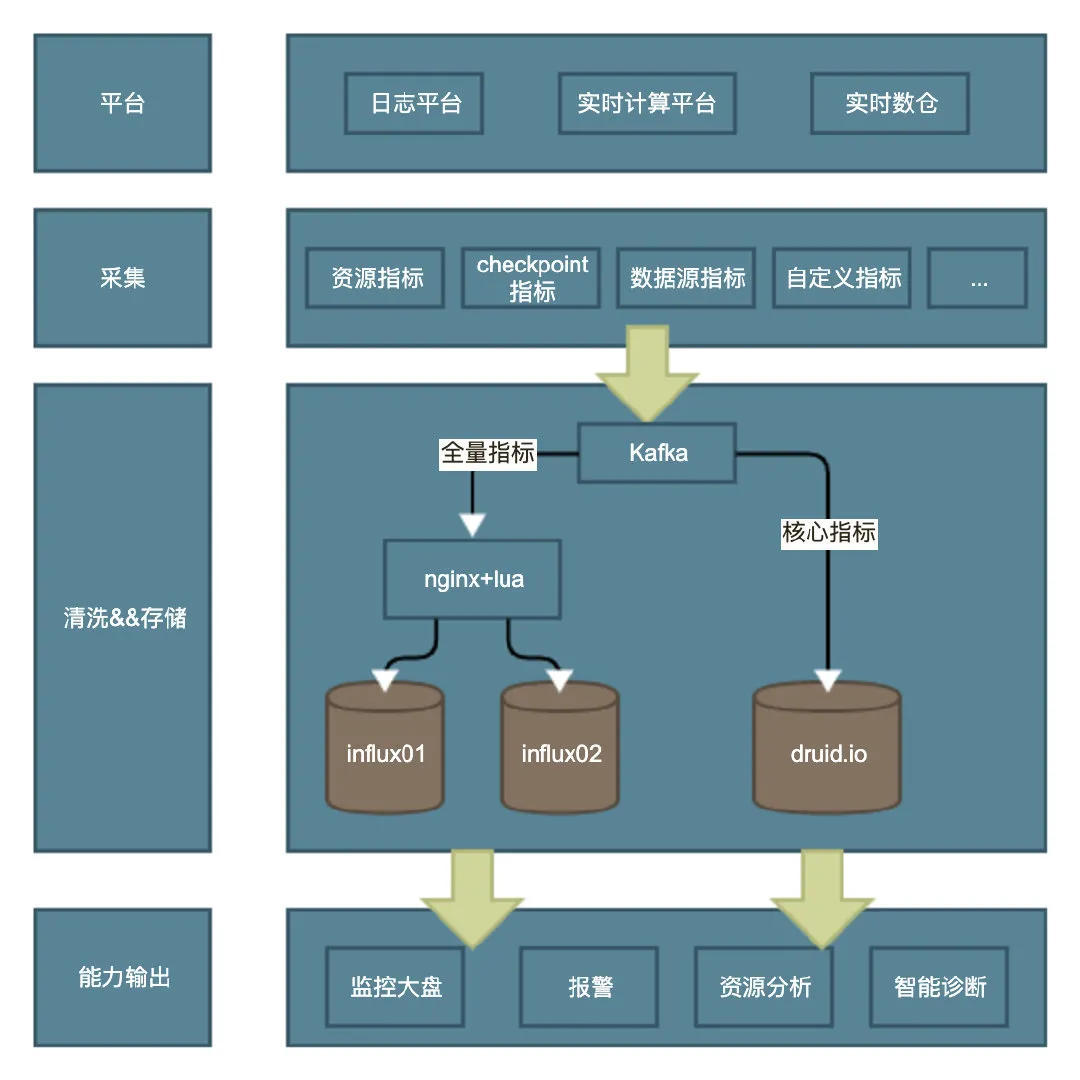 平台
日志平台
实时计算平台
实时数仓
采集
资源指标
checkpoint
指标
数据源指标
自定义指标
...
清洗&&存储
Kafka
全量指标
核心指标
nginx+lua
influx01
influx02
druid.io
能力输出
监控大盘
报警
资源分析
智能诊断